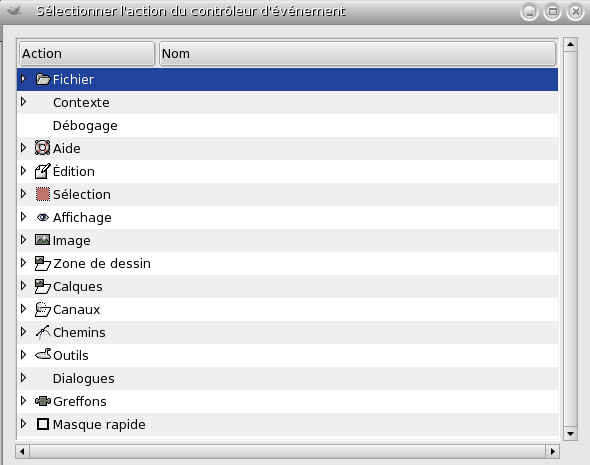 Sélectionner l'action du contrôleur d'événement
Action Nom
Fichier
Contexte
Débogage
Aide
Édition
Sélection
Affichage
Image
Zone de dessin
Calques
Canaux
Chemins
Outils
Dialogues
Greffons
Masque rapide